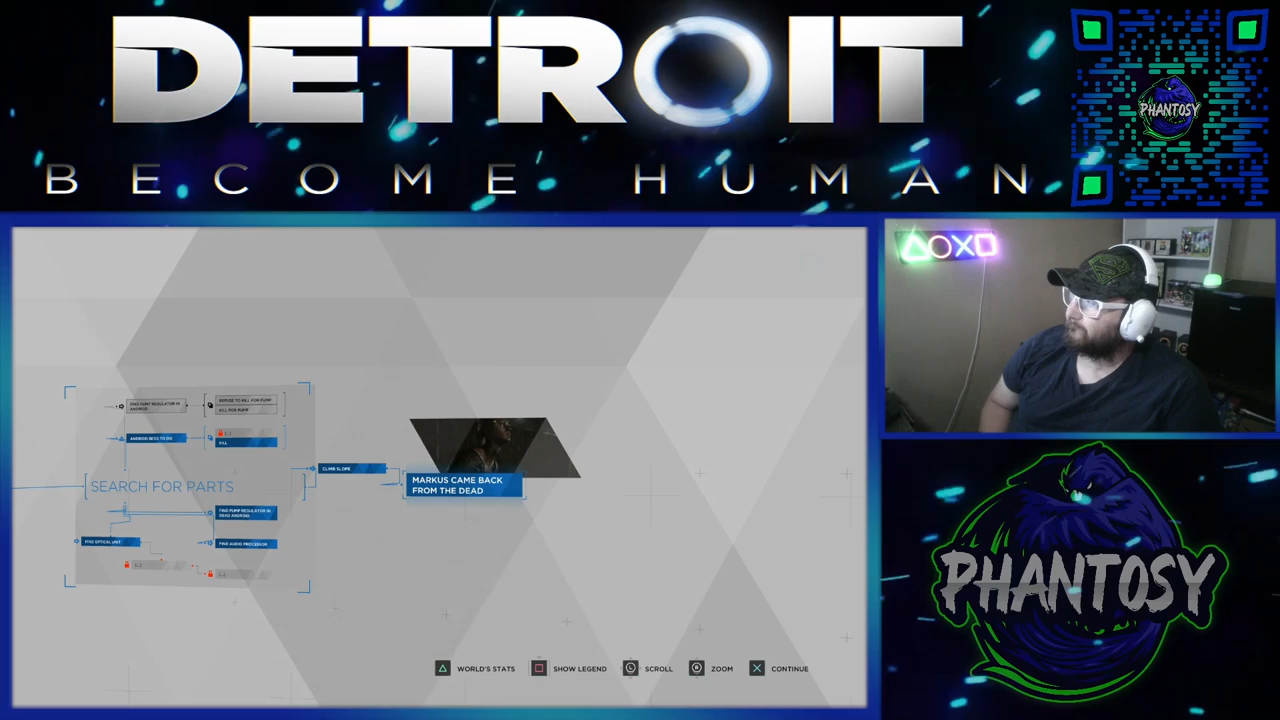 DETROIT
BECOME HUMAN
PHANTOSY
FIND PUMP REGULATOR IN
ANDROID
REFUSE TO KILL FOR PUMP
KILL FOR PUMP
ANDROID BEGS TO DIE
[...]
KILL
SEARCH FOR PARTS
CLIMB SLOPE
MARKUS CAME BACK
FROM THE DEAD
FIND PUMP REGULATOR IN
DEAD ANDROID
FIND OPTICAL UNIT
FIND AUDIO PROCESSOR
[...]
[...]
WORLD'S STATS
SHOW LEGEND
L
SCROLL
R
ZOOM
CONTINUE
PHANTOSY